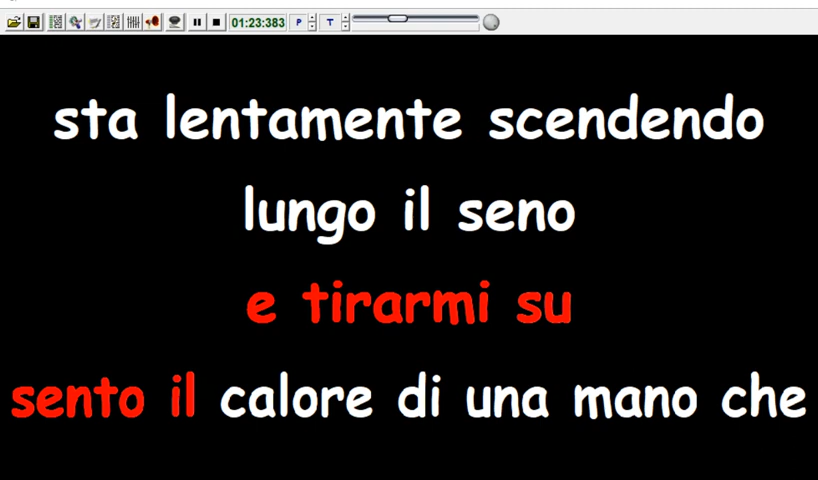 01:23:383 P T
sta lentamente scendendo
lungo il seno
e tirarmi su
sento il calore di una mano che